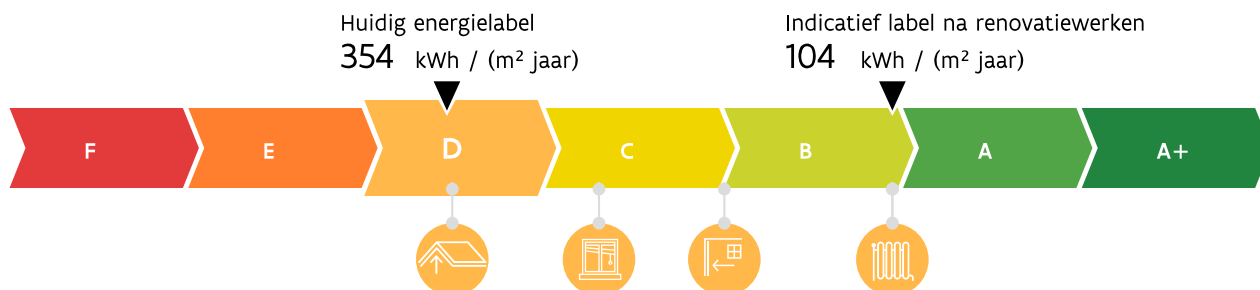 Huidig energielabel
354 kWh / (m² jaar)
Indicatief label na renovatiewerken
104 kWh / (m² jaar)
F
E
D
C
B
A
A+